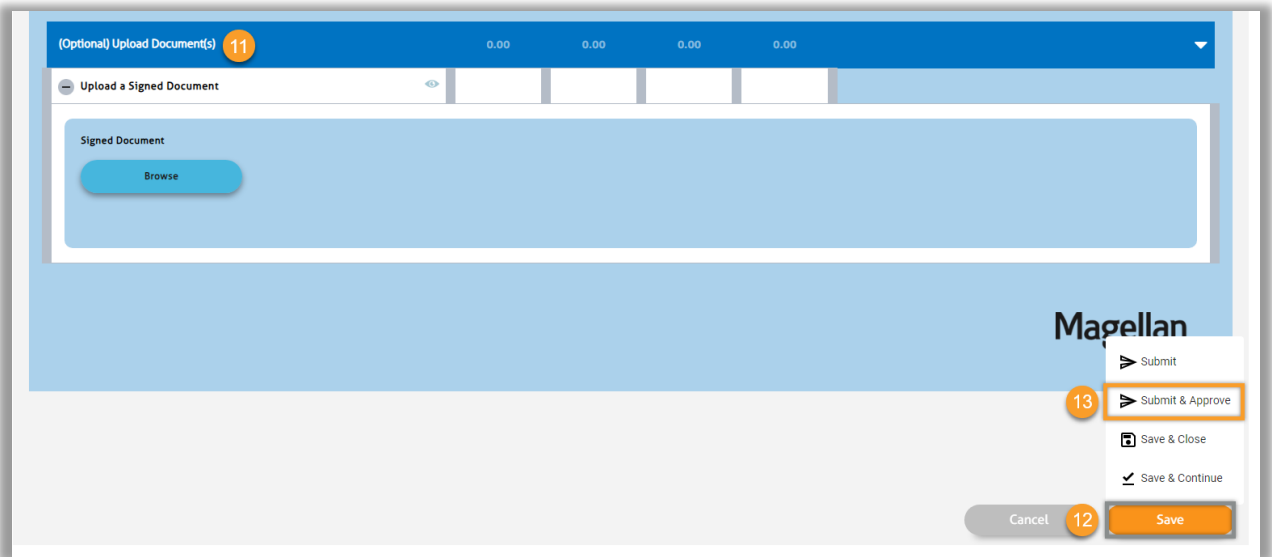 (Optional) Upload Document(s) 11 0.00 0.00 0.00 0.00
Upload a Signed Document
Signed Document
Browse
Magellan
Submit
13 Submit & Approve
Save & Close
Save & Continue
Cancel 12 Save